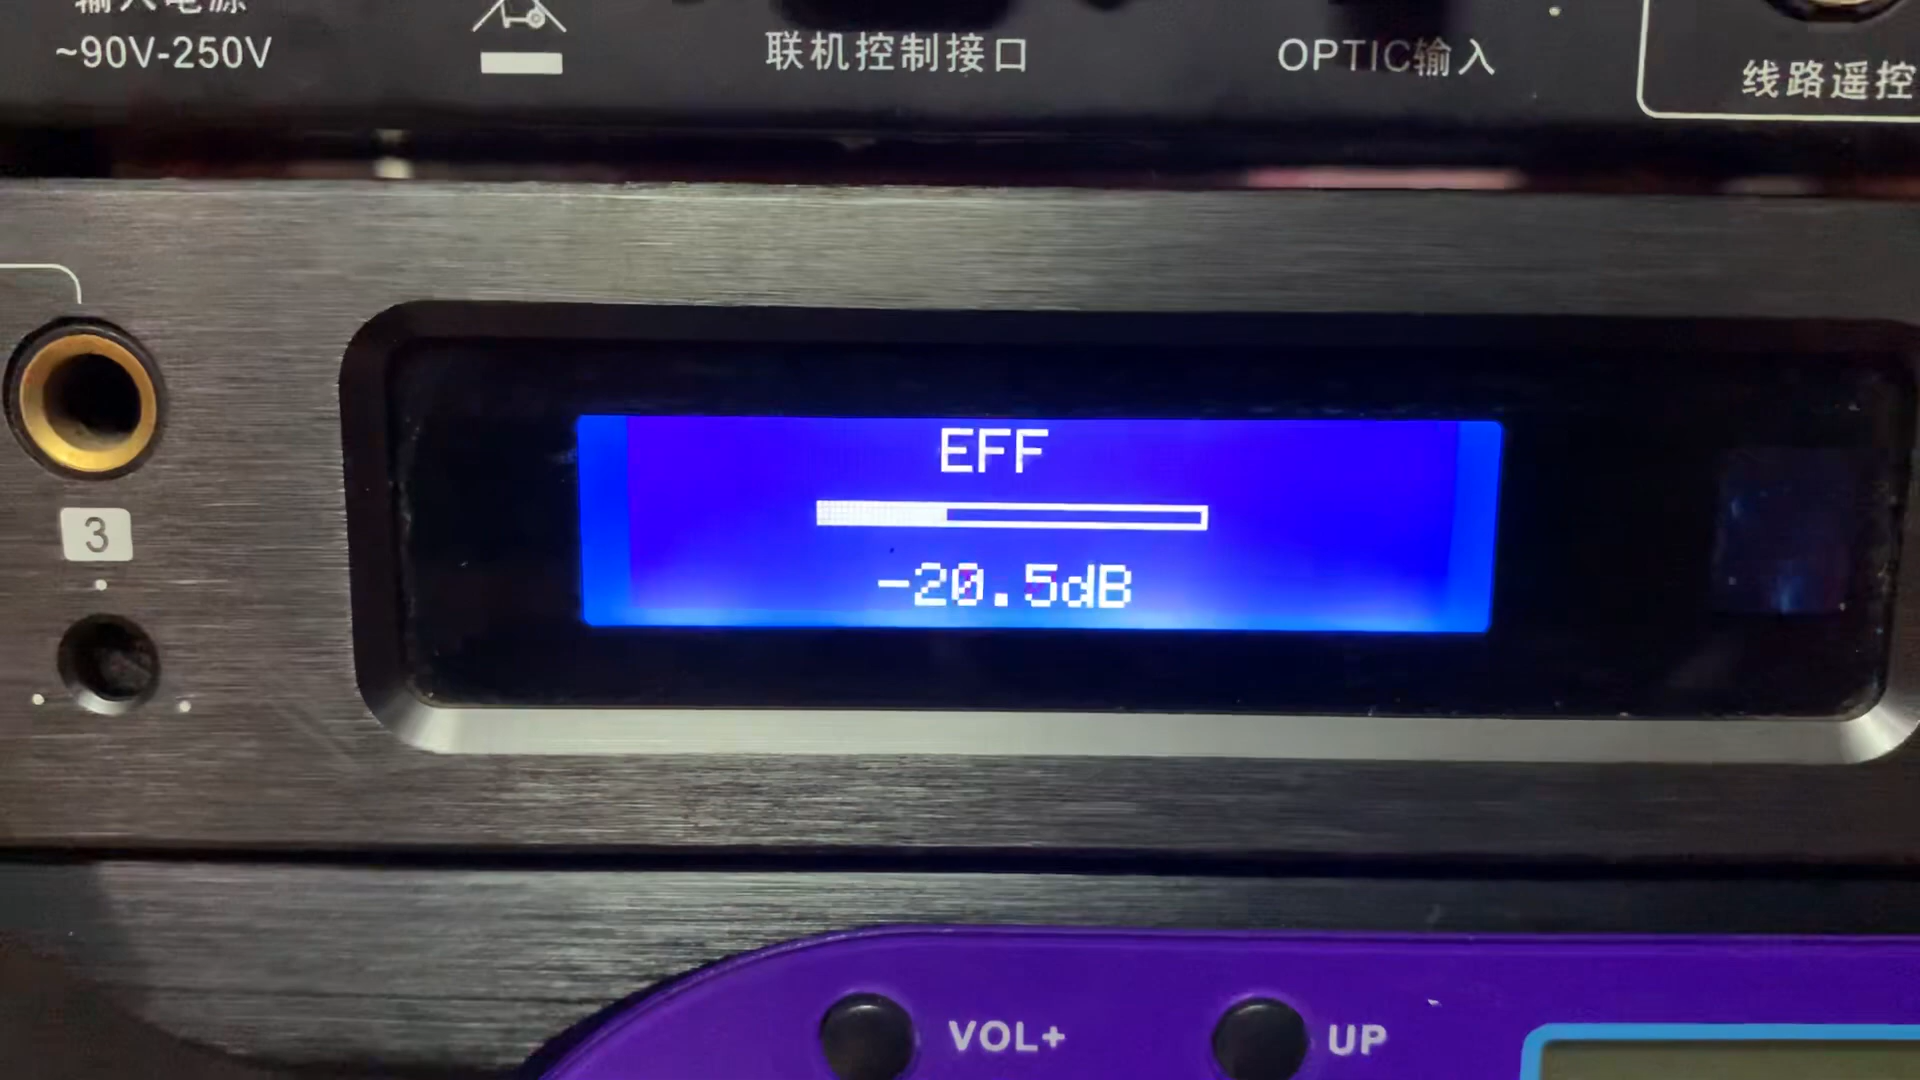 输入电源
~90V-250V
联机控制接口
OPTIC输入
线路遥控
3
EFF
-20.5dB
VOL+
UP